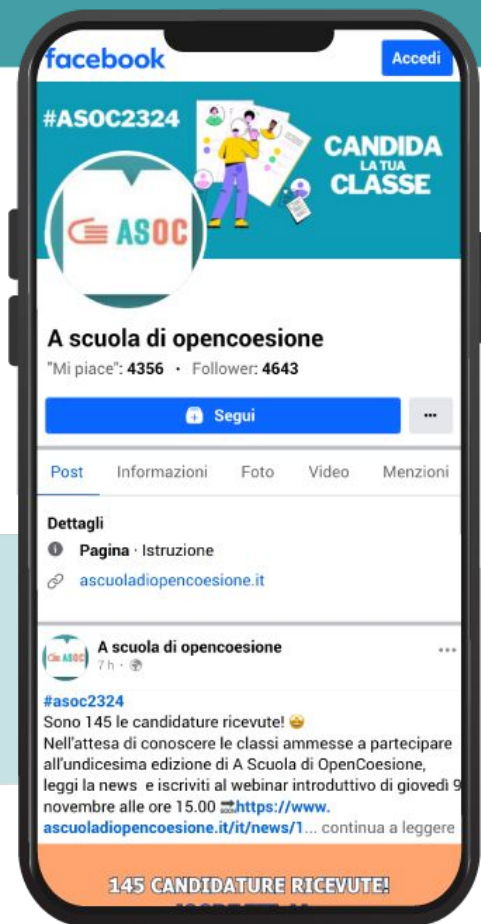 facebook
Accedi
#ASOC2324
CANDIDA
LA TUA
CLASSE
ASOC
A scuola di opencoesione
"Mi piace": 4356 · Follower: 4643
Segui
Post Informazioni Foto Video Menzioni
Dettagli
Pagina · Istruzione
ascuoladiopencoesione.it
ASOC
A scuola di opencoesione
7 h ·
#asoc2324
Sono 145 le candidature ricevute! 🤩
Nell'attesa di conoscere le classi ammesse a partecipare
all'undicesima edizione di A Scuola di OpenCoesione,
leggi la news e iscriviti al webinar introduttivo di giovedì 9
novembre alle ore 15.00 🔜https://www.
ascuoladiopencoesione.it/it/news/1... continua a leggere
145 CANDIDATURE RICEVUTE!